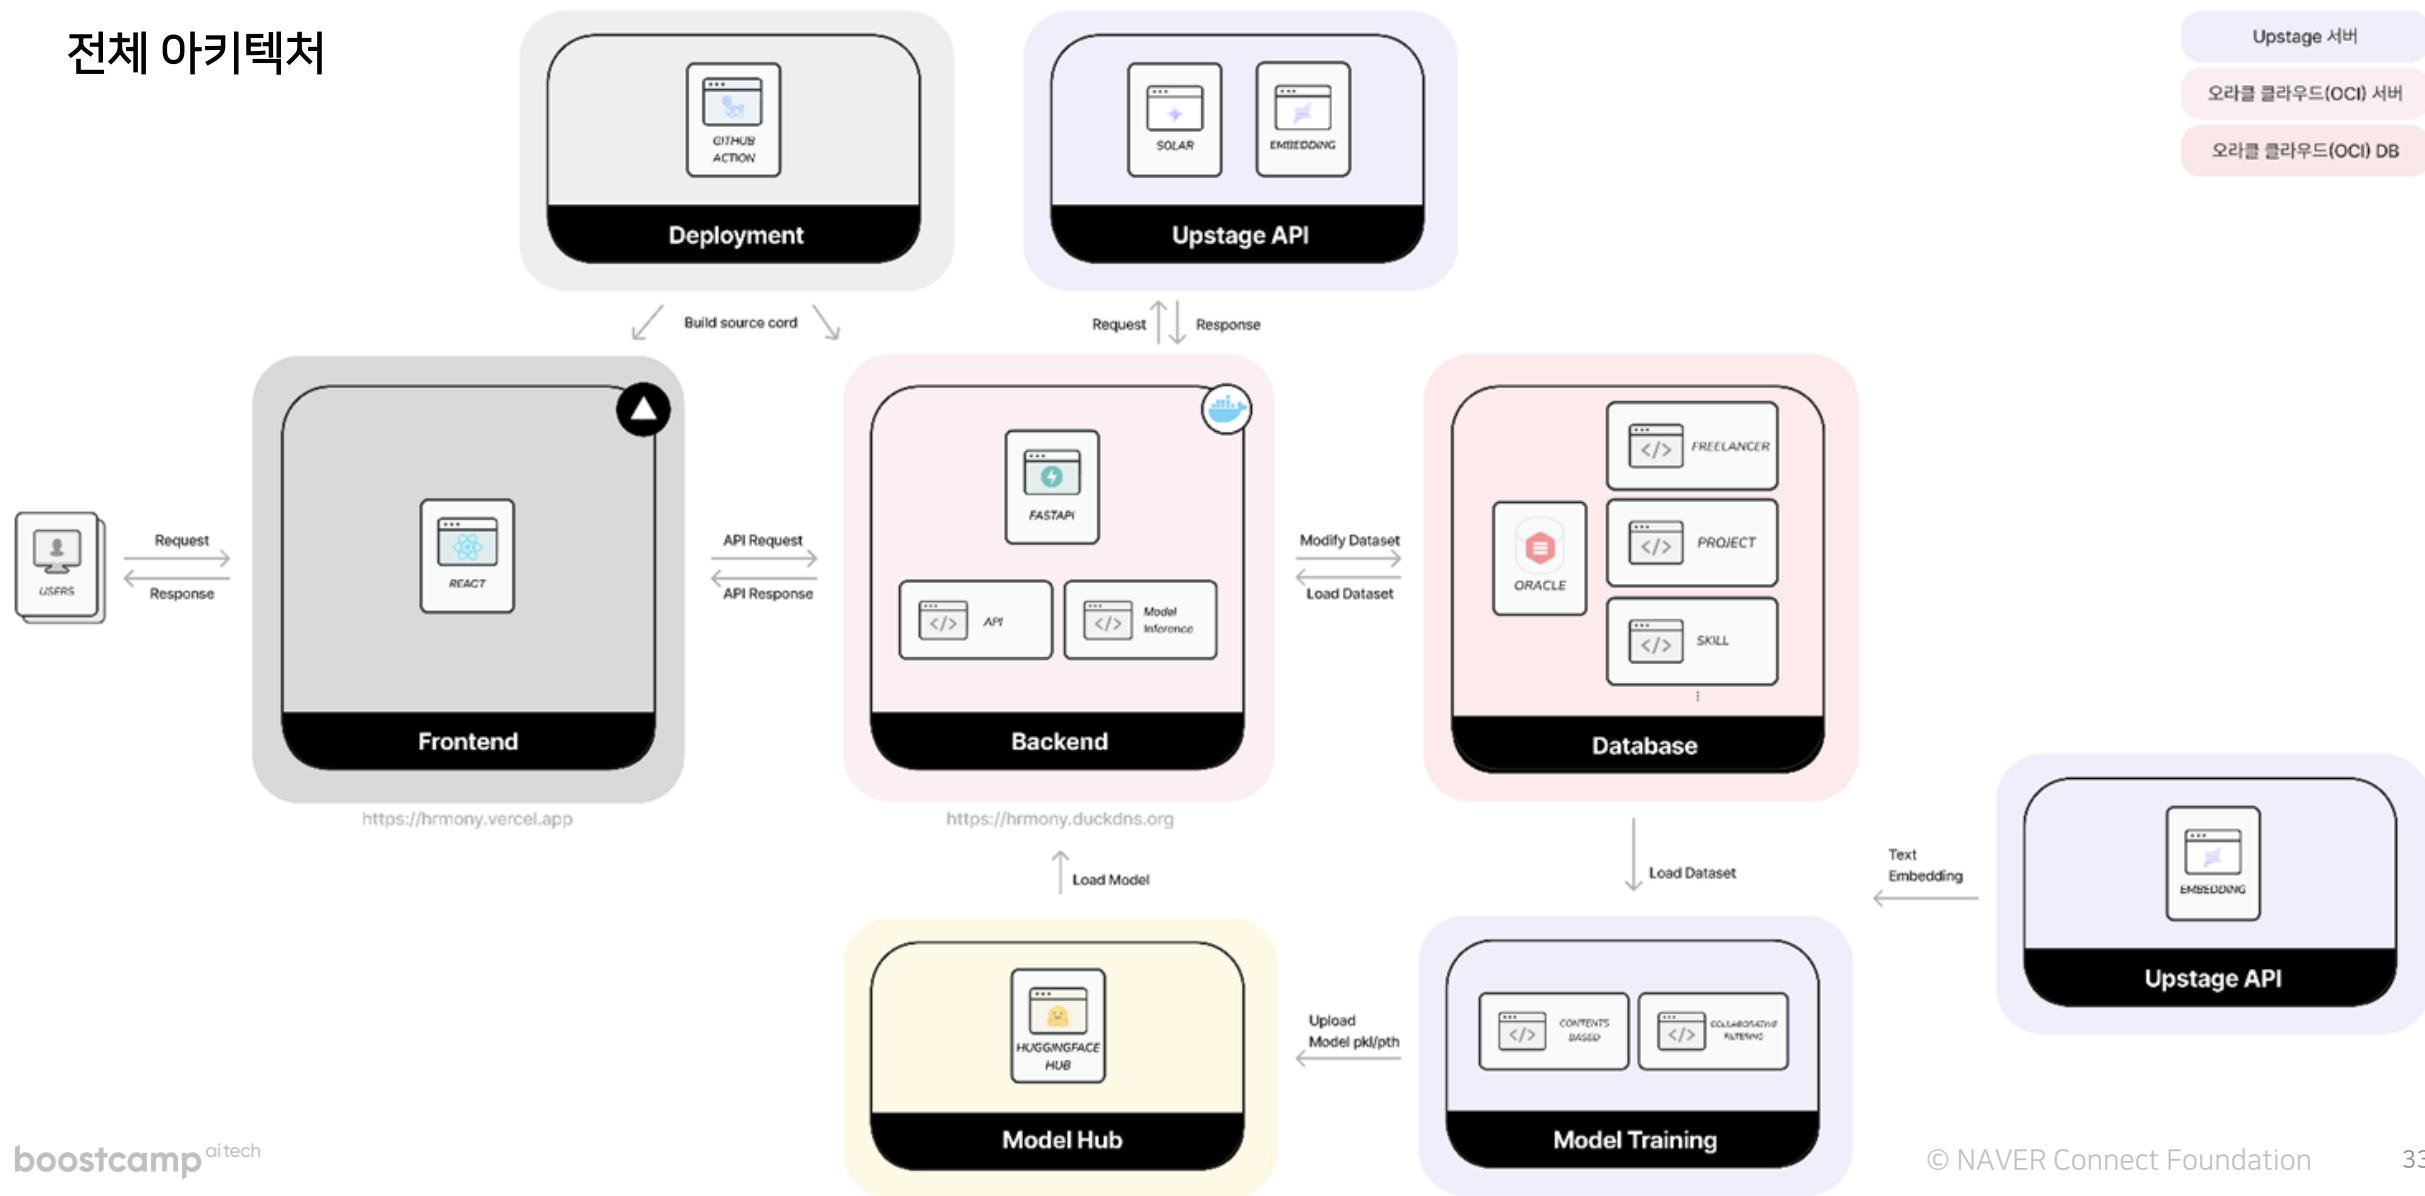 전체 아키텍처
Upstage 서버
오라클 클라우드(OCI) 서버
오라클 클라우드(OCI) DB
GITHUB
ACTION
Deployment
SOLAR
EMBEDDING
Upstage API
Build source cord
Request
Response
USERS
Request
Response
REACT
Frontend
https://hrmony.vercel.app
API Request
API Response
FASTAPI
API
Model
Inference
Backend
https://hrmony.duckdns.org
Modify Dataset
Load Dataset
ORACLE
FREELANCER
PROJECT
SKILL
⋮
Database
Load Model
Load Dataset
Text
Embedding
EMBEDDING
Upstage API
HUGGINGFACE
HUB
Model Hub
Upload
Model pkl/pth
CONTENTS
BASED
COLLABORATIVE
FILTERING
Model Training
boostcamp ai tech
© NAVER Connect Foundation
33